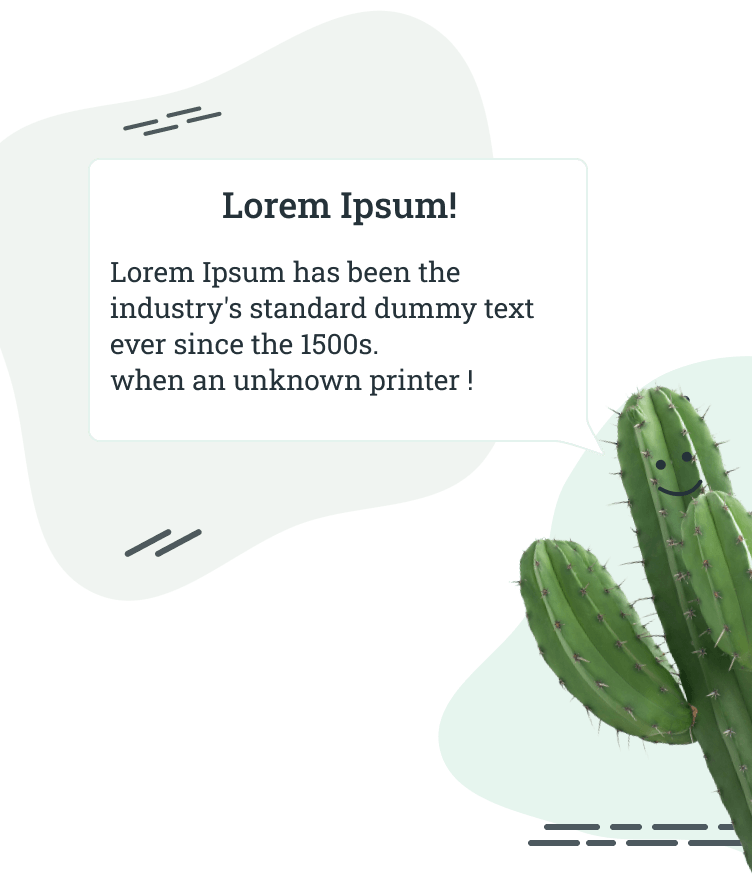 Lorem Ipsum!
Lorem Ipsum has been the
industry's standard dummy text
ever since the 1500s.
when an unknown printer !